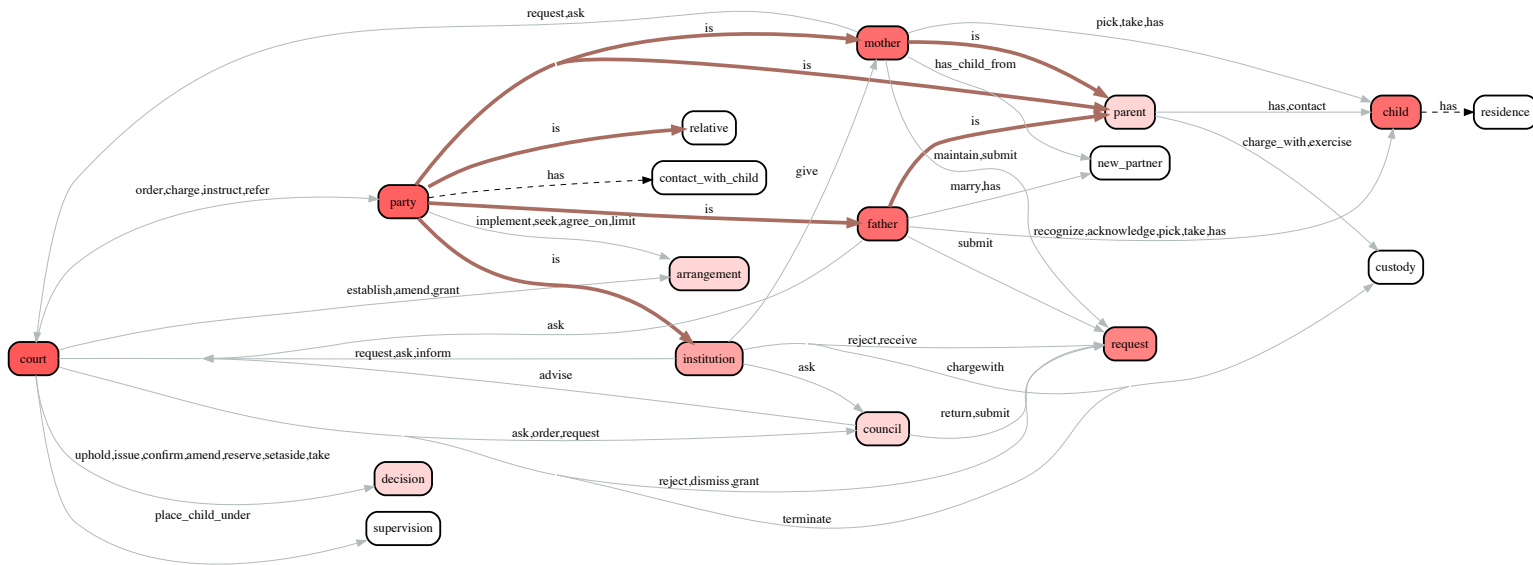 request,ask
is
mother
pick,take,has
is
has_child_from
is
parent
has,contact
child
has
residence
relative
is
is
maintain,submit
charge_with,exercise
new_partner
give
has
contact_with_child
order,charge,instruct,refer
party
marry,has
is
father
implement,seek,agree_on,limit
recognize,acknowledge,pick,take,has
submit
is
arrangement
custody
establish,amend,grant
ask
court
request,ask,inform
institution
reject,receive
request
chargewith
ask
advise
return,submit
council
ask,order,request
uphold,issue,confirm,amend,reserve,setaside,take
decision
reject,dismiss,grant
place_child_under
supervision
terminate